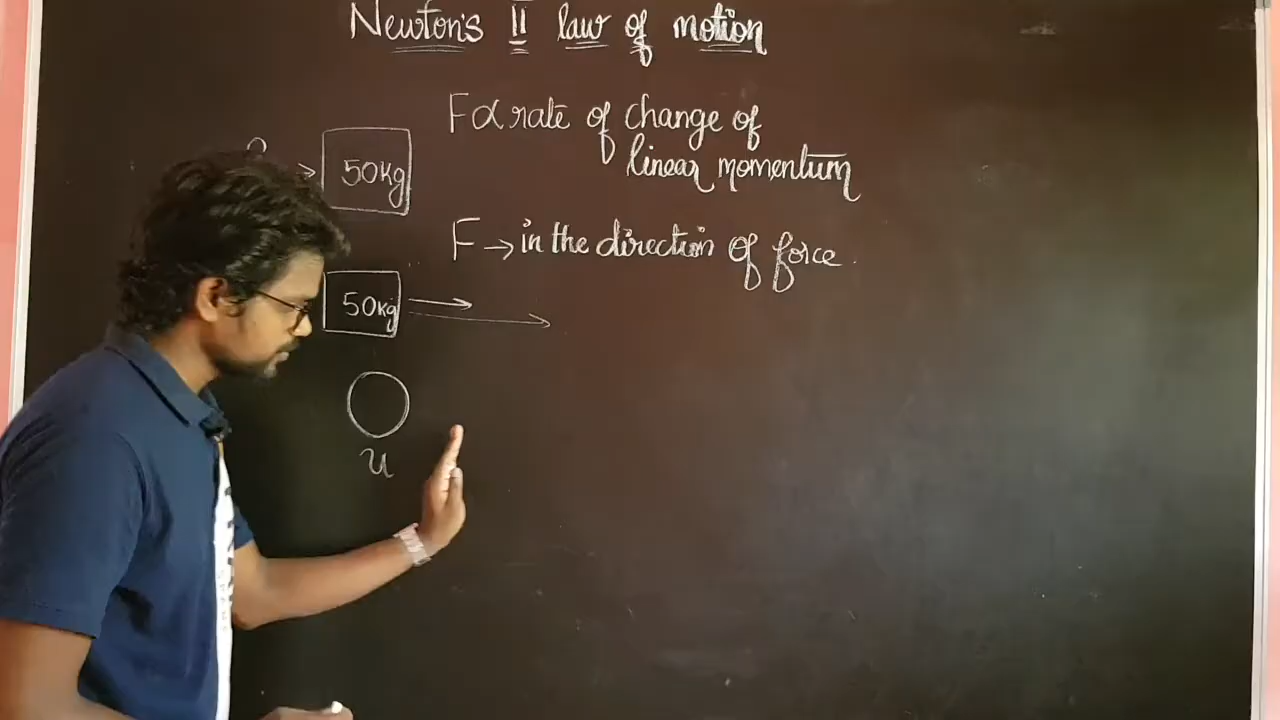 Newton's II law of motion
F α rate of change of
linear momentum
50kg
F → in the direction of force.
50kg
u